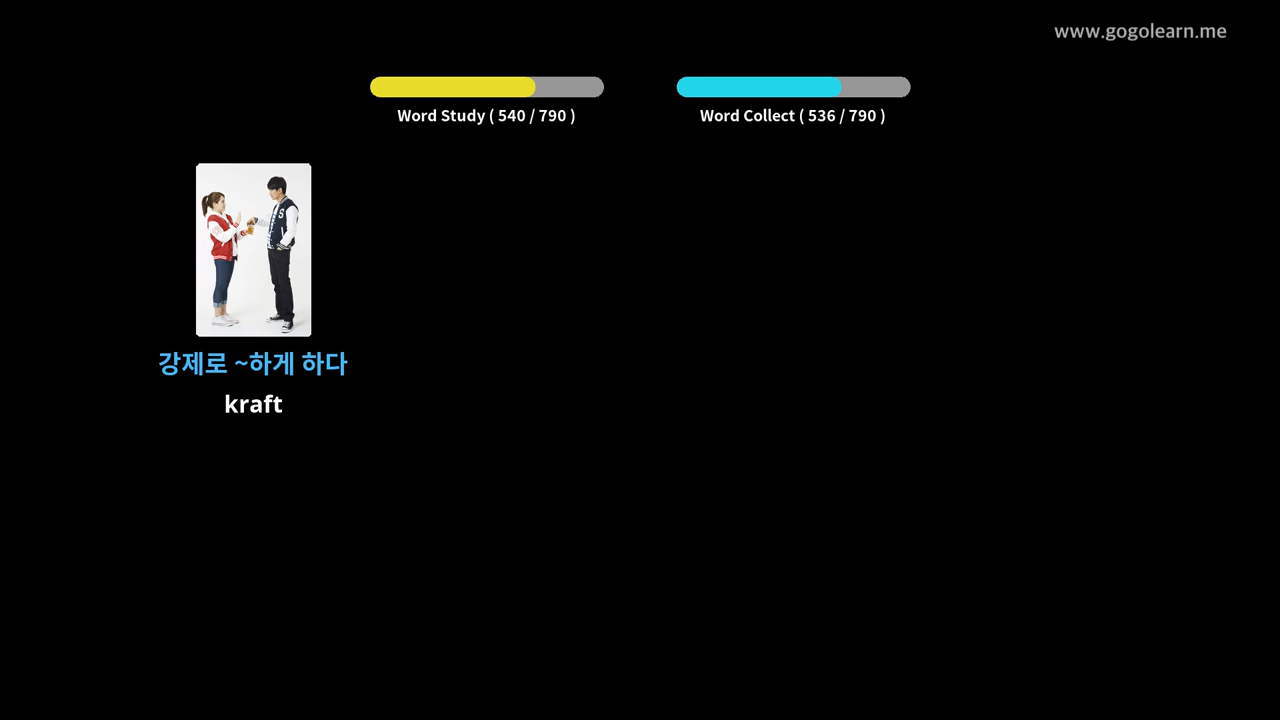 www.gogolearn.me
Word Study ( 540 / 790 )
Word Collect ( 536 / 790 )
S
강제로 ~하게 하다
kraft